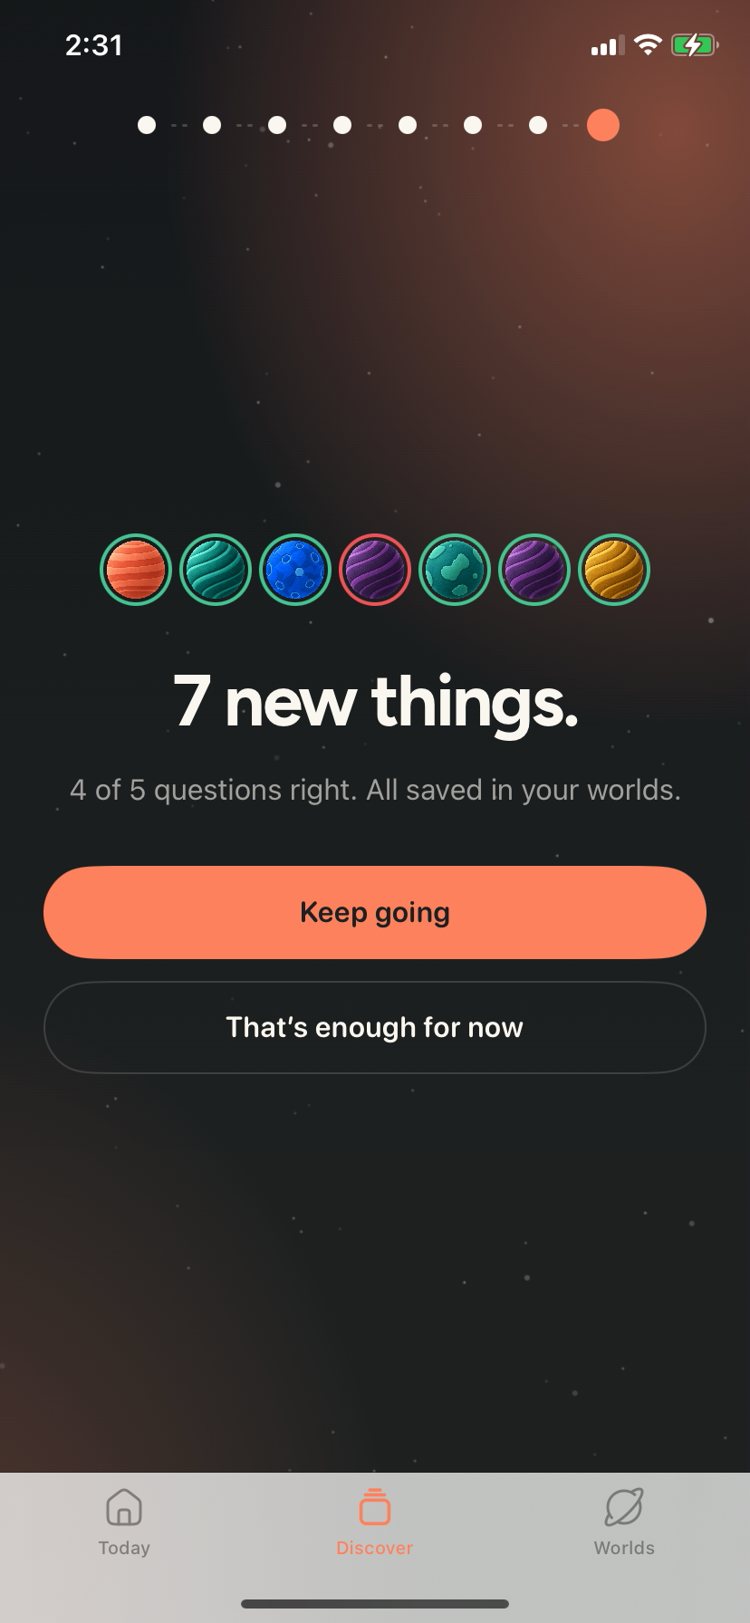 2:31
7 new things.
4 of 5 questions right. All saved in your worlds.
Keep going
That's enough for now
Today
Discover
Worlds